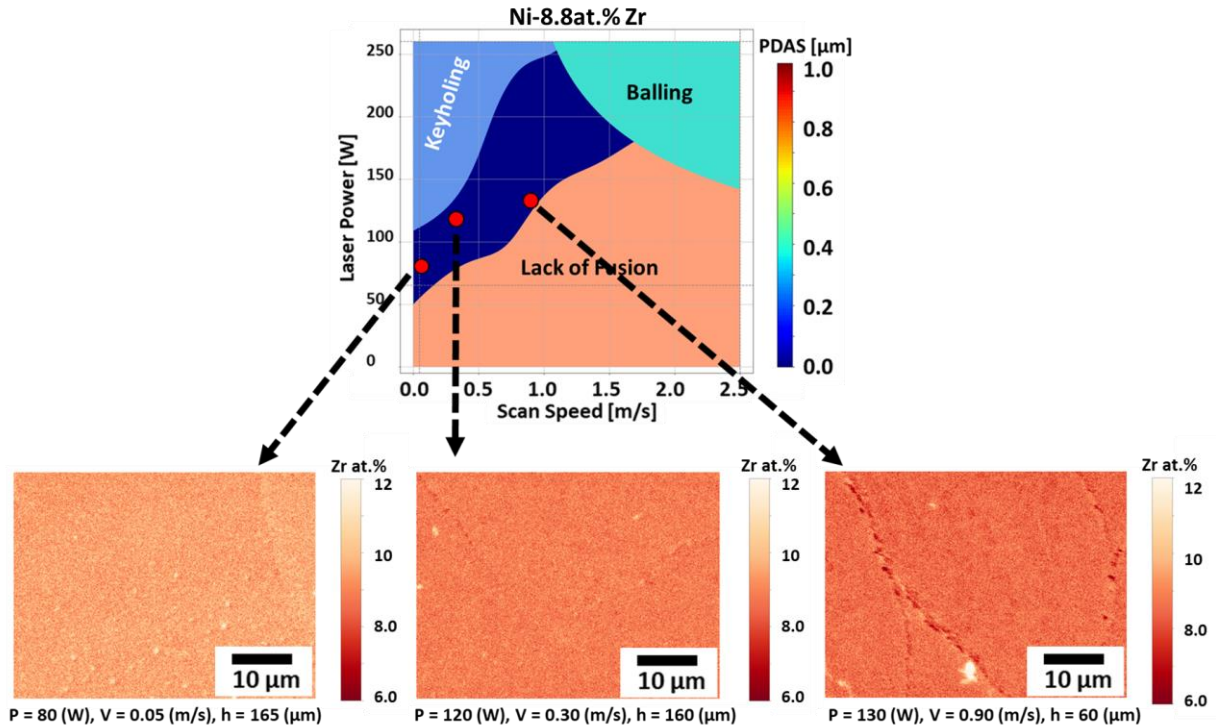 Ni-8.8at.% Zr
PDAS [µm]
Laser Power [W]
250
200
150
100
50
0
Keyholing
Balling
Lack of Fusion
1.0
0.8
0.6
0.4
0.2
0.0
0.0 0.5 1.0 1.5 2.0 2.5
Scan Speed [m/s]
Zr at.%
12
10
8.0
6.0
10 µm
P = 80 (W), V = 0.05 (m/s), h = 165 (µm)
Zr at.%
12
10
8.0
6.0
10 µm
P = 120 (W), V = 0.30 (m/s), h = 160 (µm)
Zr at.%
12
10
8.0
6.0
10 µm
P = 130 (W), V = 0.90 (m/s), h = 60 (µm)